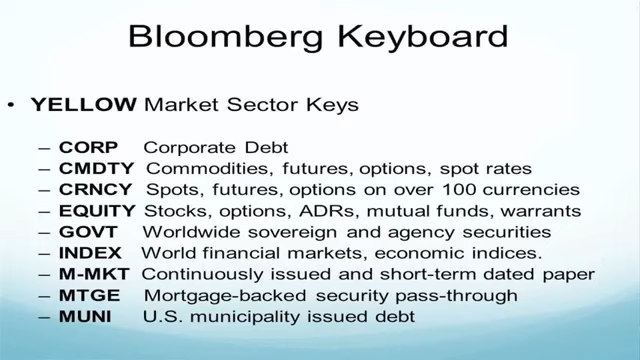 Bloomberg Keyboard
• YELLOW Market Sector Keys
– CORP Corporate Debt
– CMDTY Commodities, futures, options, spot rates
– CRNCY Spots, futures, options on over 100 currencies
– EQUITY Stocks, options, ADRs, mutual funds, warrants
– GOVT Worldwide sovereign and agency securities
– INDEX World financial markets, economic indices.
– M-MKT Continuously issued and short-term dated paper
– MTGE Mortgage-backed security pass-through
– MUNI U.S. municipality issued debt